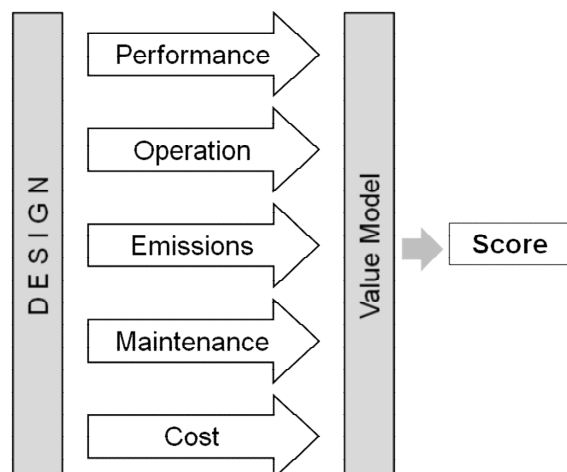 DESIGN
Performance
Operation
Emissions
Maintenance
Cost
Value Model
Score